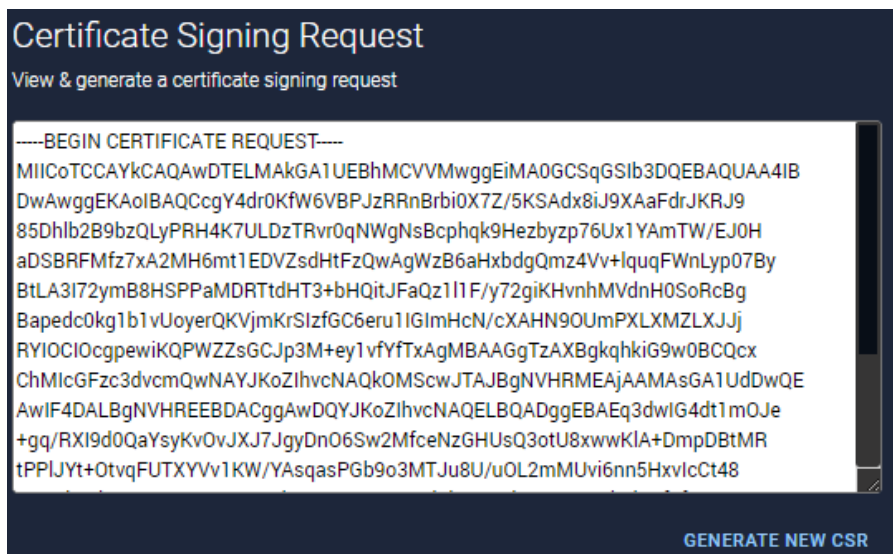 Certificate Signing Request
View & generate a certificate signing request
-----BEGIN CERTIFICATE REQUEST-----
MIICoTCCAYkCAQAwDTELMAkGA1UEBhMCVVMwggEiMA0GCSqGSIb3DQEBAQUAA4IB
DwAwggEKAoIBAQCcgY4dr0KfW6VBPJzRRnBrbi0X7Z/5KSAdx8iJ9XAaFdrJKRJ9
85Dhlb2B9bzQLyPRH4K7ULDzTRvr0qNWgNsBcphqk9Hezbyzp76Ux1YAmTW/EJ0H
aDSBRFMfz7xA2MH6mt1EDVZsdHtFzQwAgWzB6aHxbdgQmz4Vv+lquqFWnLyp07By
BtLA3I72ymB8HSPPaMDRTtdHT3+bHQitJFaQz1l1F/y72giKHvnhMVdnH0SoRcBg
Bapedc0kg1b1vUoyerQKVjmKrSIzfGC6eru1IGImHcN/cXAHN9OUmPXLXMZLXJJj
RYIOCIOcgpewiKQPWZZsGCJp3M+ey1vfYfTxAgMBAAGgTzAXBgkqhkiG9w0BCQcx
ChMIcGFzc3dvcmQwNAYJKoZIhvcNAQkOMScwJTAJBgNVHRMEAjAAMAsGA1UdDwQE
AwIF4DALBgNVHREEBDACggAwDQYJKoZIhvcNAQELBQADggEBAEq3dwIG4dt1mOJe
+gq/RXI9d0QaYsyKvOvJXJ7JgyDnO6Sw2MfceNzGHUsQ3otU8xwwKlA+DmpDBtMR
tPPlJYt+OtvqFUTXYVv1KW/YAsqasPGb9o3MTJu8U/uOL2mMUvi6nn5HxvIcCt48
GENERATE NEW CSR